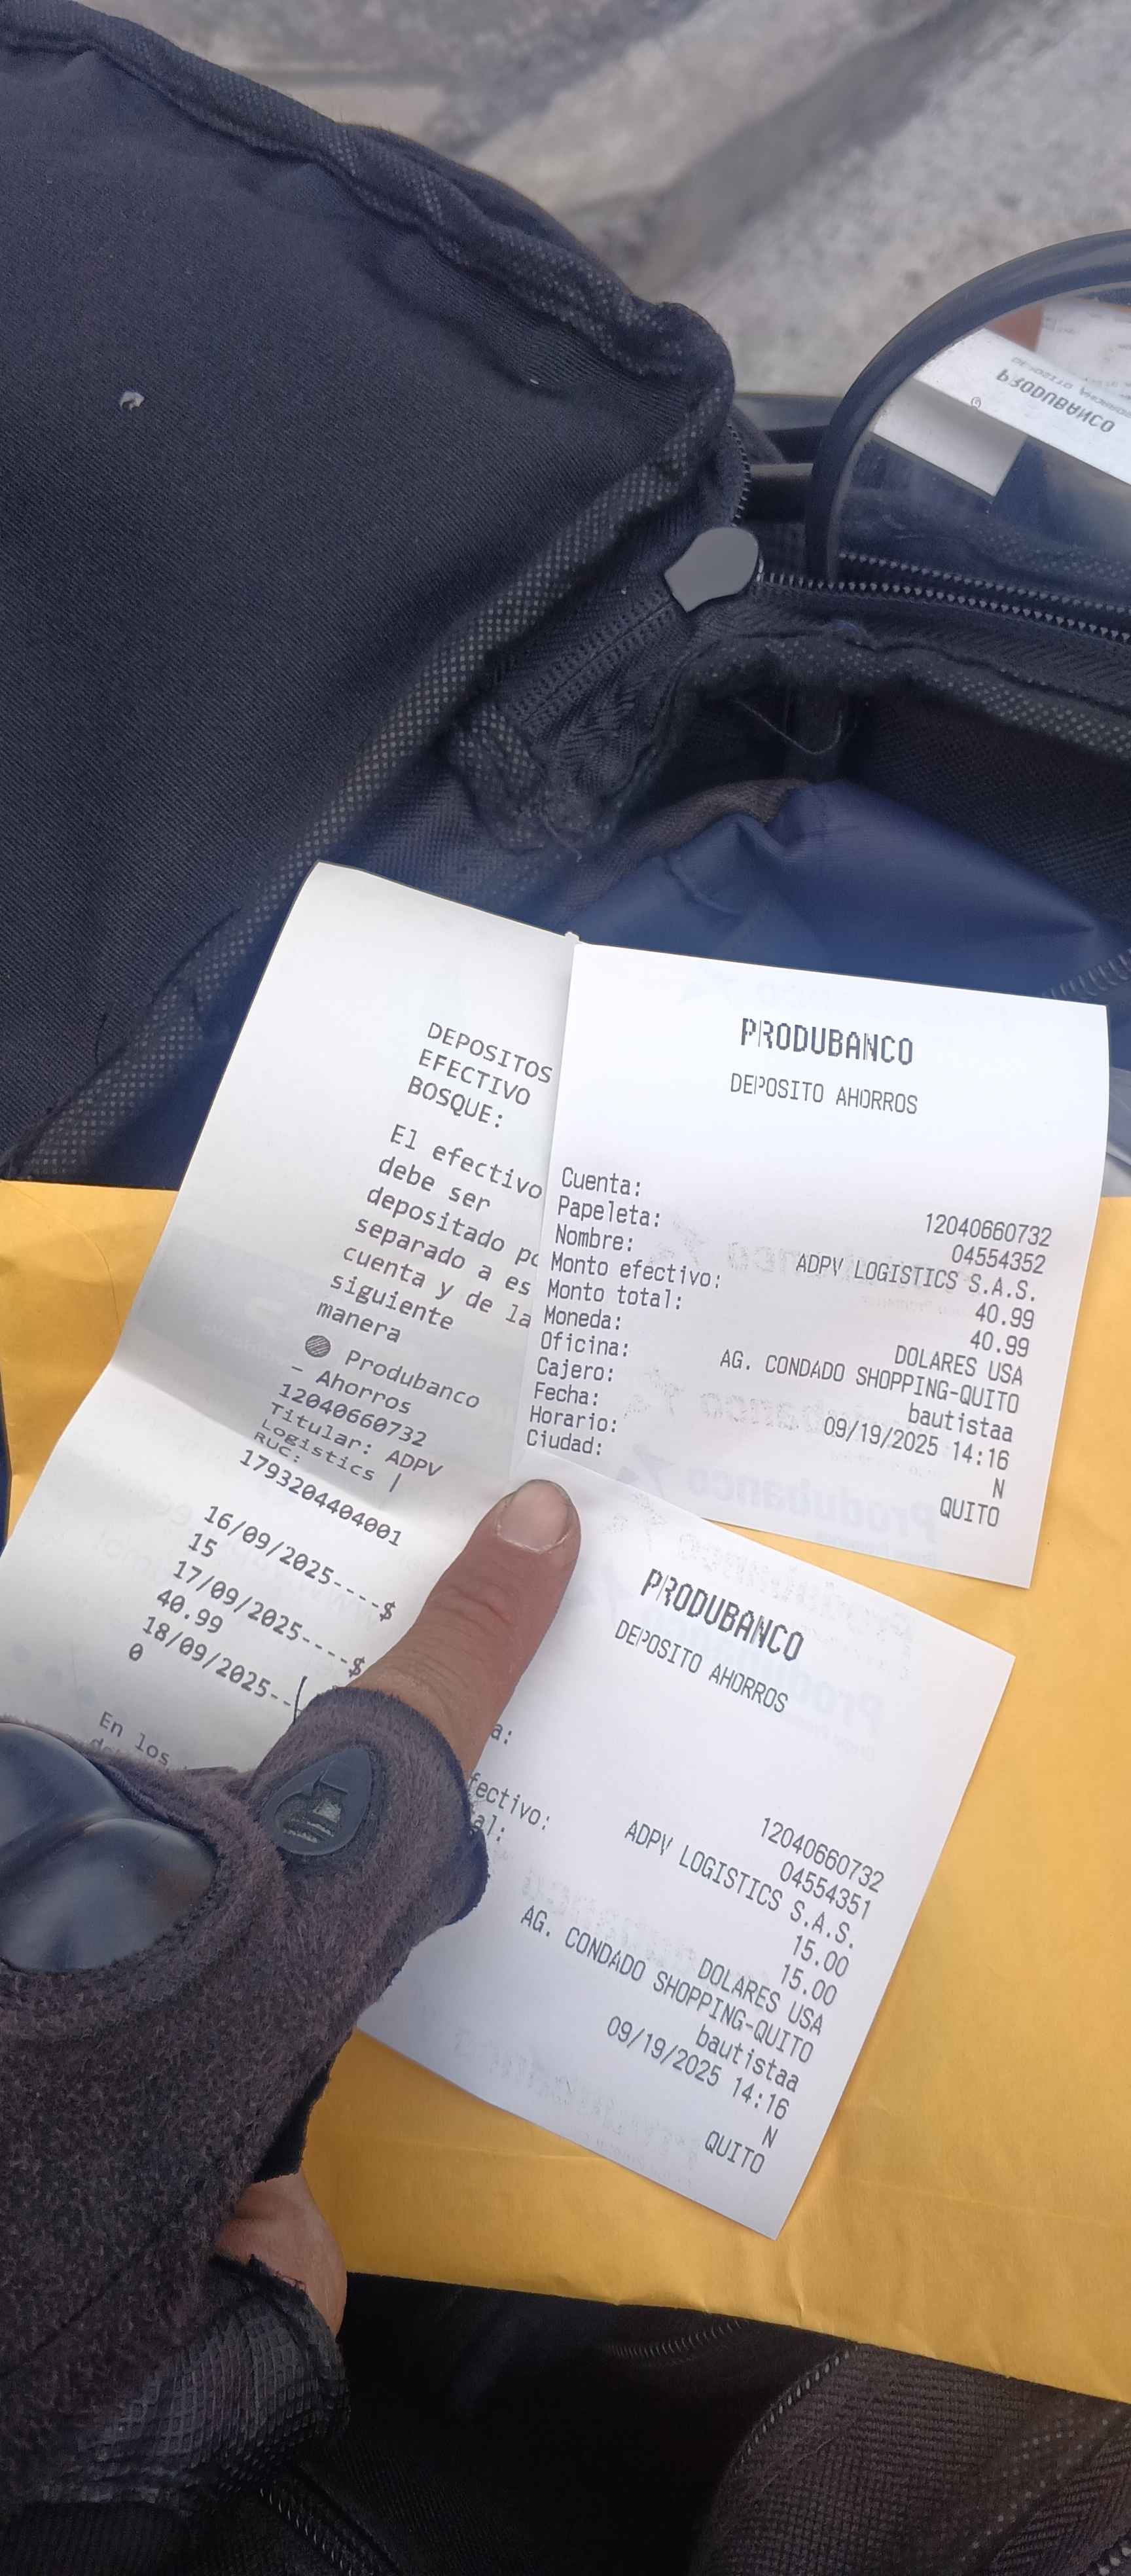 DEPOSITOS
EFECTIVO
BOSQUE:
El efectivo
debe ser
depositado
separado a
cuenta y de la
siguiente
manera
Produbanco
- Ahorros
12040660732
Titular: ADPV
Logistics |
RUC:
1793204404001
16/09/2025----$
15
17/09/2025----$
40.99
18/09/2025--
0
En los
PRODUBANCO
DEPOSITO AHORROS
Cuenta: 12040660732
Papeleta: 04554352
Nombre: ADPV LOGISTICS S.A.S.
Monto efectivo: 40.99
Monto total: 40.99
Moneda: DOLARES USA
Oficina: AG. CONDADO SHOPPING-QUITO
Cajero: bautistaa
Fecha: 09/19/2025 14:16
Horario: N
Ciudad: QUITO
PRODUBANCO
DEPOSITO AHORROS
12040660732
04554351
ADPV LOGISTICS S.A.S.
fectivo: 15.00
al: 15.00
DOLARES USA
AG. CONDADO SHOPPING-QUITO
bautistaa
09/19/2025 14:16
N
QUITO
PRODUBANCO